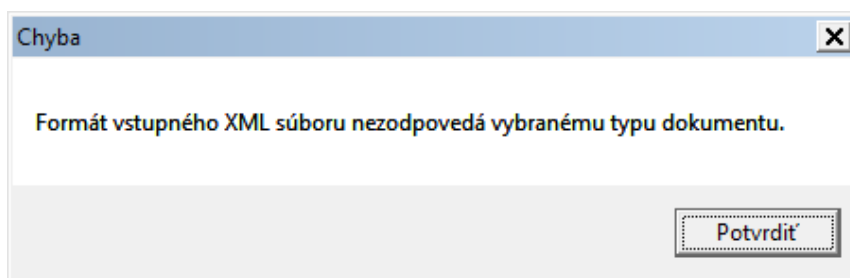 Chyba
Formát vstupného XML súboru nezodpovedá vybranému typu dokumentu.
Potvrdiť